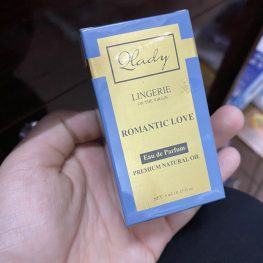 Qlady
LINGERIE
ROMANTIC LOVE
Eau de Parfum
PREMIUM NATURAL OIL